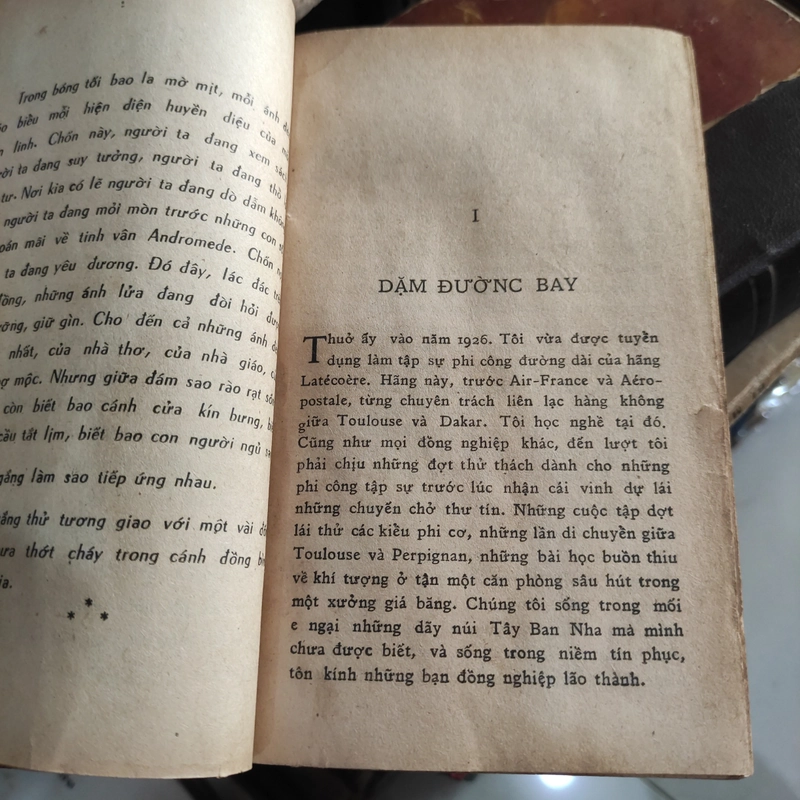 Trong bóng tối bao la mờ mịt, mỗi ánh
biểu mỗi hiện diện huyền diệu của
linh. Chốn này, người ta đang xem
ta đang suy tưởng, người ta đang
tư. Nơi kia có lẽ người ta đang dò dẫm
người ta đang mỏi mòn trước những con
mãi về tinh vân Andromede. Chốn
ta đang yêu đương. Đó đây, lác đác
những ánh lửa đang đòi hỏi
giữ gìn. Cho đến cả những ánh
nhất, của nhà thơ, của nhà giáo,
mộc. Nhưng giữa đám sao rào rạt
còn biết bao cánh cửa kín bưng,
tắt lịm, biết bao con người ngủ
làm sao tiếp ứng nhau.
thử tương giao với một vài
thớt cháy trong cánh đồng
*
* *
I
DẶM ĐƯỜNC BAY
Thuở ấy vào năm 1926. Tôi vừa được tuyển
dụng làm tập sự phi công đường dài của hãng
Latécoère. Hãng này, trước Air-France và Aéro-
postale, từng chuyên trách liên lạc hàng không
giữa Toulouse và Dakar. Tôi học nghề tại đó.
Cũng như mọi đồng nghiệp khác, đến lượt tôi
phải chịu những đợt thử thách dành cho những
phi công tập sự trước lúc nhận cái vinh dự lái
những chuyến chở thư tín. Những cuộc tập dợt
lái thử các kiểu phi cơ, những lần di chuyển giữa
Toulouse và Perpignan, những bài học buồn thiu
về khí tượng ở tận một căn phòng sâu hút trong
một xưởng giá băng. Chúng tôi sống trong mối
e ngại những dãy núi Tây Ban Nha mà mình
chưa được biết, và sống trong niềm tín phục,
tôn kính những bạn đồng nghiệp lão thành.